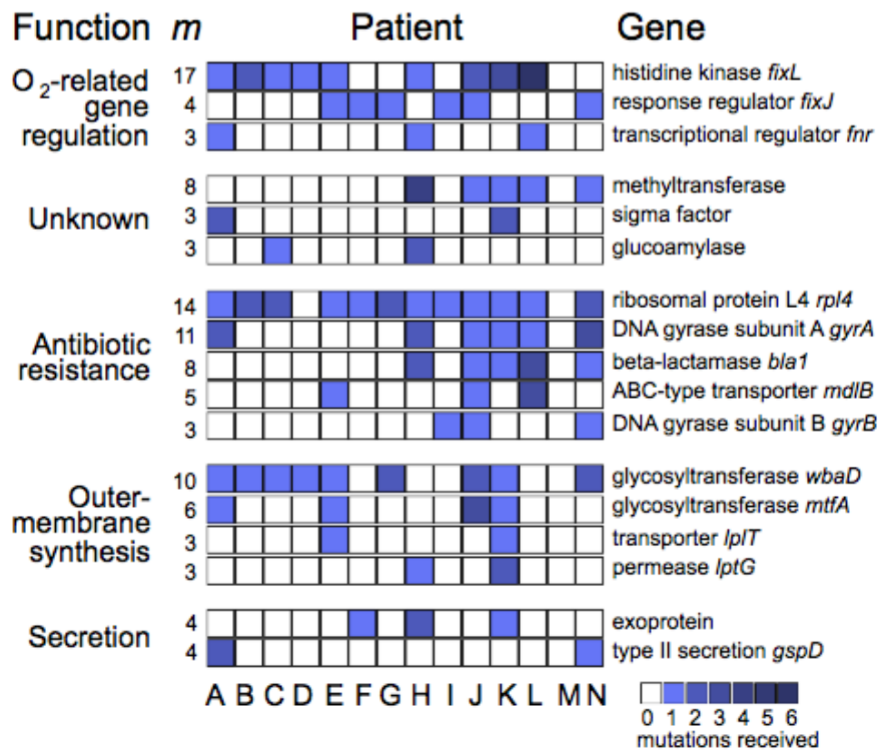 Function m Patient Gene
O2-related gene regulation
17 histidine kinase fixL
4 response regulator fixJ
3 transcriptional regulator fnr
Unknown
8 methyltransferase
3 sigma factor
3 glucoamylase
Antibiotic resistance
14 ribosomal protein L4 rpl4
11 DNA gyrase subunit A gyrA
8 beta-lactamase bla1
5 ABC-type transporter mdlB
3 DNA gyrase subunit B gyrB
Outer-membrane synthesis
10 glycosyltransferase wbaD
6 glycosyltransferase mtfA
3 transporter lplT
3 permease lptG
Secretion
4 exoprotein
4 type II secretion gspD
A B C D E F G H I J K L M N
0 1 2 3 4 5 6
mutations received